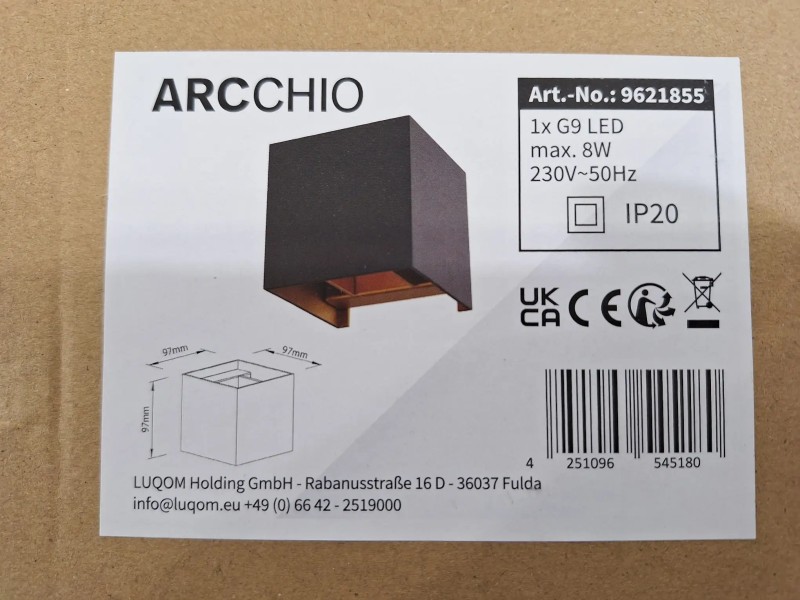 ARCCHIO
Art.-No.: 9621855
1x G9 LED
max. 8W
230V~50Hz
IP20
UK
CA
CE
97mm
97mm
97mm
4 251096 545180
LUQOM Holding GmbH - Rabanusstraße 16 D - 36037 Fulda
info@luqom.eu +49 (0) 66 42 - 2519000